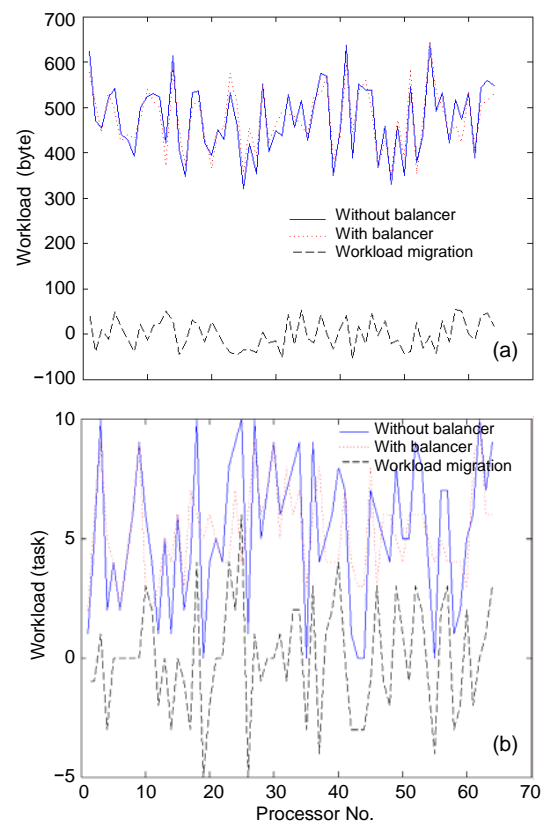 700
600
500
400
300
200
100
0
−100
Workload (byte)
Without balancer
With balancer
Workload migration
(a)
10
5
0
−5
Workload (task)
Without balancer
With balancer
Workload migration
(b)
0 10 20 30 40 50 60 70
Processor No.